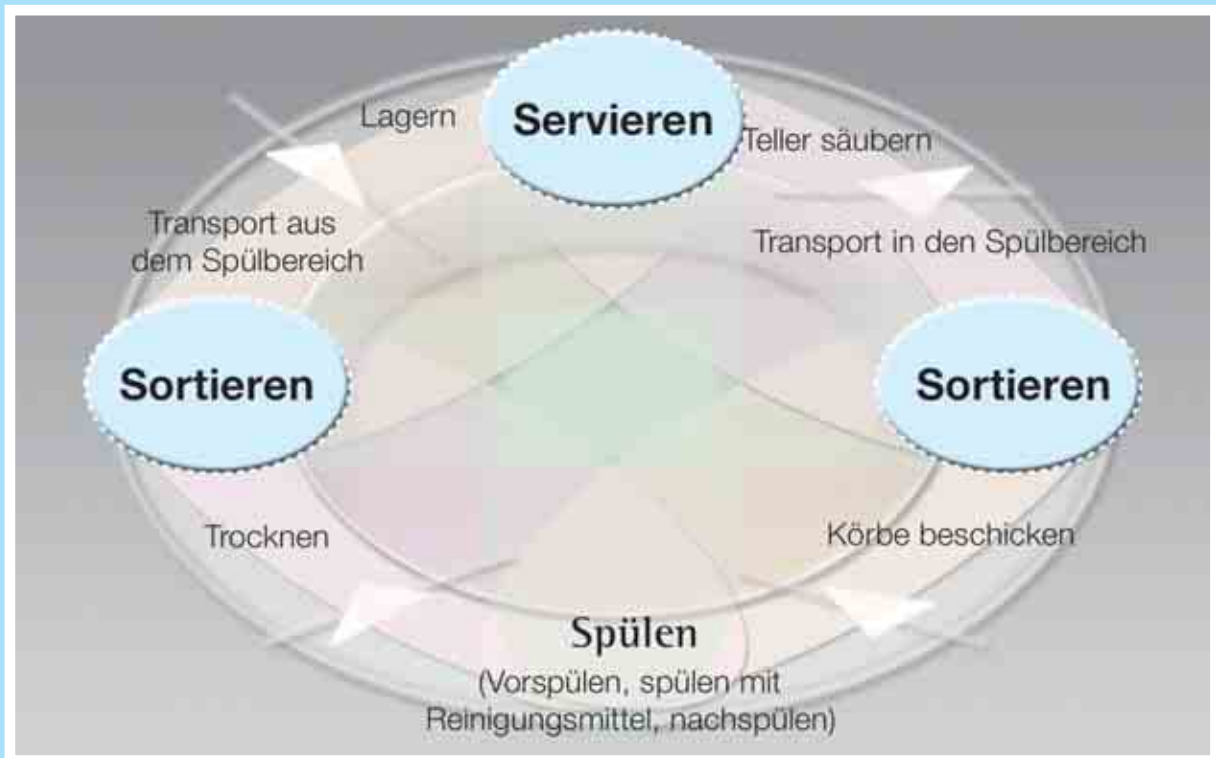 Servieren
Lagern
Teller säubern
Transport aus
dem Spülbereich
Transport in den Spülbereich
Sortieren
Sortieren
Trocknen
Körbe beschicken
Spülen
(Vorspülen, spülen mit
Reinigungsmittel, nachspülen)